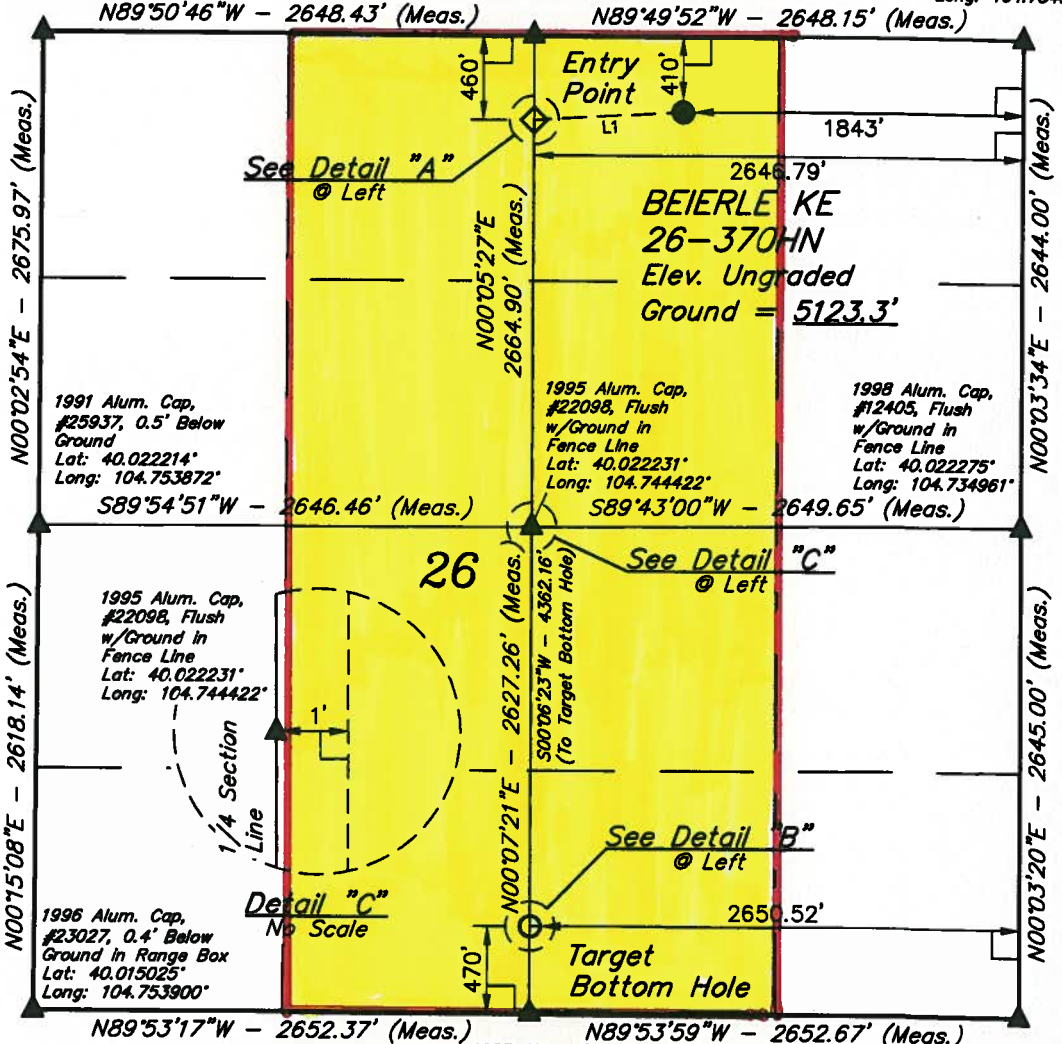 N89°50'46"W - 2648.43' (Meas.)
N89°49'52"W - 2648.15' (Meas.)
460'
Entry
Point
410'
L1
1843'
See Detail "A"
@ Left
2646.79'
BEIERLE KE
26-370HN
Elev. Ungraded
Ground = 5123.3'
N00°02'54"E - 2675.97' (Meas.)
N00°05'27"E
2664.90' (Meas.)
N00°03'34"E - 2644.00' (Meas.)
1991 Alum. Cap,
#25937, 0.5' Below
Ground
Lat: 40.022214°
Long: 104.753872°
1995 Alum. Cap,
#22098, Flush
w/Ground in
Fence Line
Lat: 40.022231°
Long: 104.744422°
1998 Alum. Cap,
#12405, Flush
w/Ground in
Fence Line
Lat: 40.022275°
Long: 104.734961°
S89°54'51"W - 2646.46' (Meas.)
S89°43'00"W - 2649.65' (Meas.)
26
See Detail "C"
@ Left
1995 Alum. Cap,
#22098, Flush
w/Ground in
Fence Line
Lat: 40.022231°
Long: 104.744422°
1'
1/4 Section
Line
Detail "C"
No Scale
N00°15'08"E - 2618.14' (Meas.)
N00°07'21"E - 2627.26' (Meas.)
S00°06'23"W - 4362.16'
(To Target Bottom Hole)
N00°03'20"E - 2645.00' (Meas.)
See Detail "B"
@ Left
2650.52'
1996 Alum. Cap,
#23027, 0.4' Below
Ground in Range Box
Lat: 40.015025°
Long: 104.753900°
470'
Target
Bottom Hole
N89°53'17"W - 2652.37' (Meas.)
N89°53'59"W - 2652.67' (Meas.)